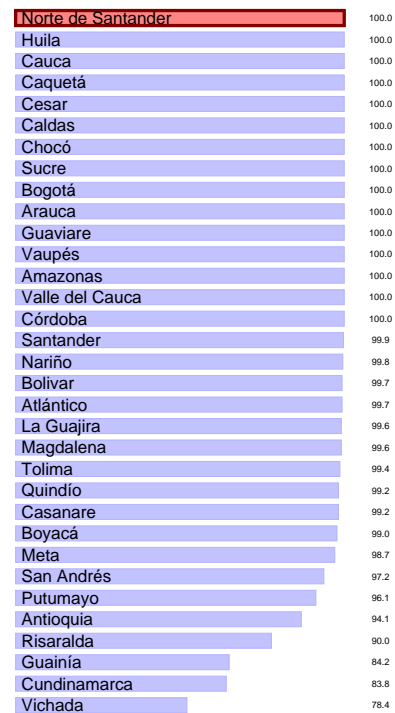 Norte de Santander 100.0
Huila 100.0
Cauca 100.0
Caquetá 100.0
Cesar 100.0
Caldas 100.0
Chocó 100.0
Sucre 100.0
Bogotá 100.0
Arauca 100.0
Guaviare 100.0
Vaupés 100.0
Amazonas 100.0
Valle del Cauca 100.0
Córdoba 100.0
Santander 99.9
Nariño 99.8
Bolivar 99.7
Atlántico 99.7
La Guajira 99.6
Magdalena 99.6
Tolima 99.4
Quindío 99.2
Casanare 99.2
Boyacá 99.0
Meta 98.7
San Andrés 97.2
Putumayo 96.1
Antioquia 94.1
Risaralda 90.0
Guainía 84.2
Cundinamarca 83.8
Vichada 78.4